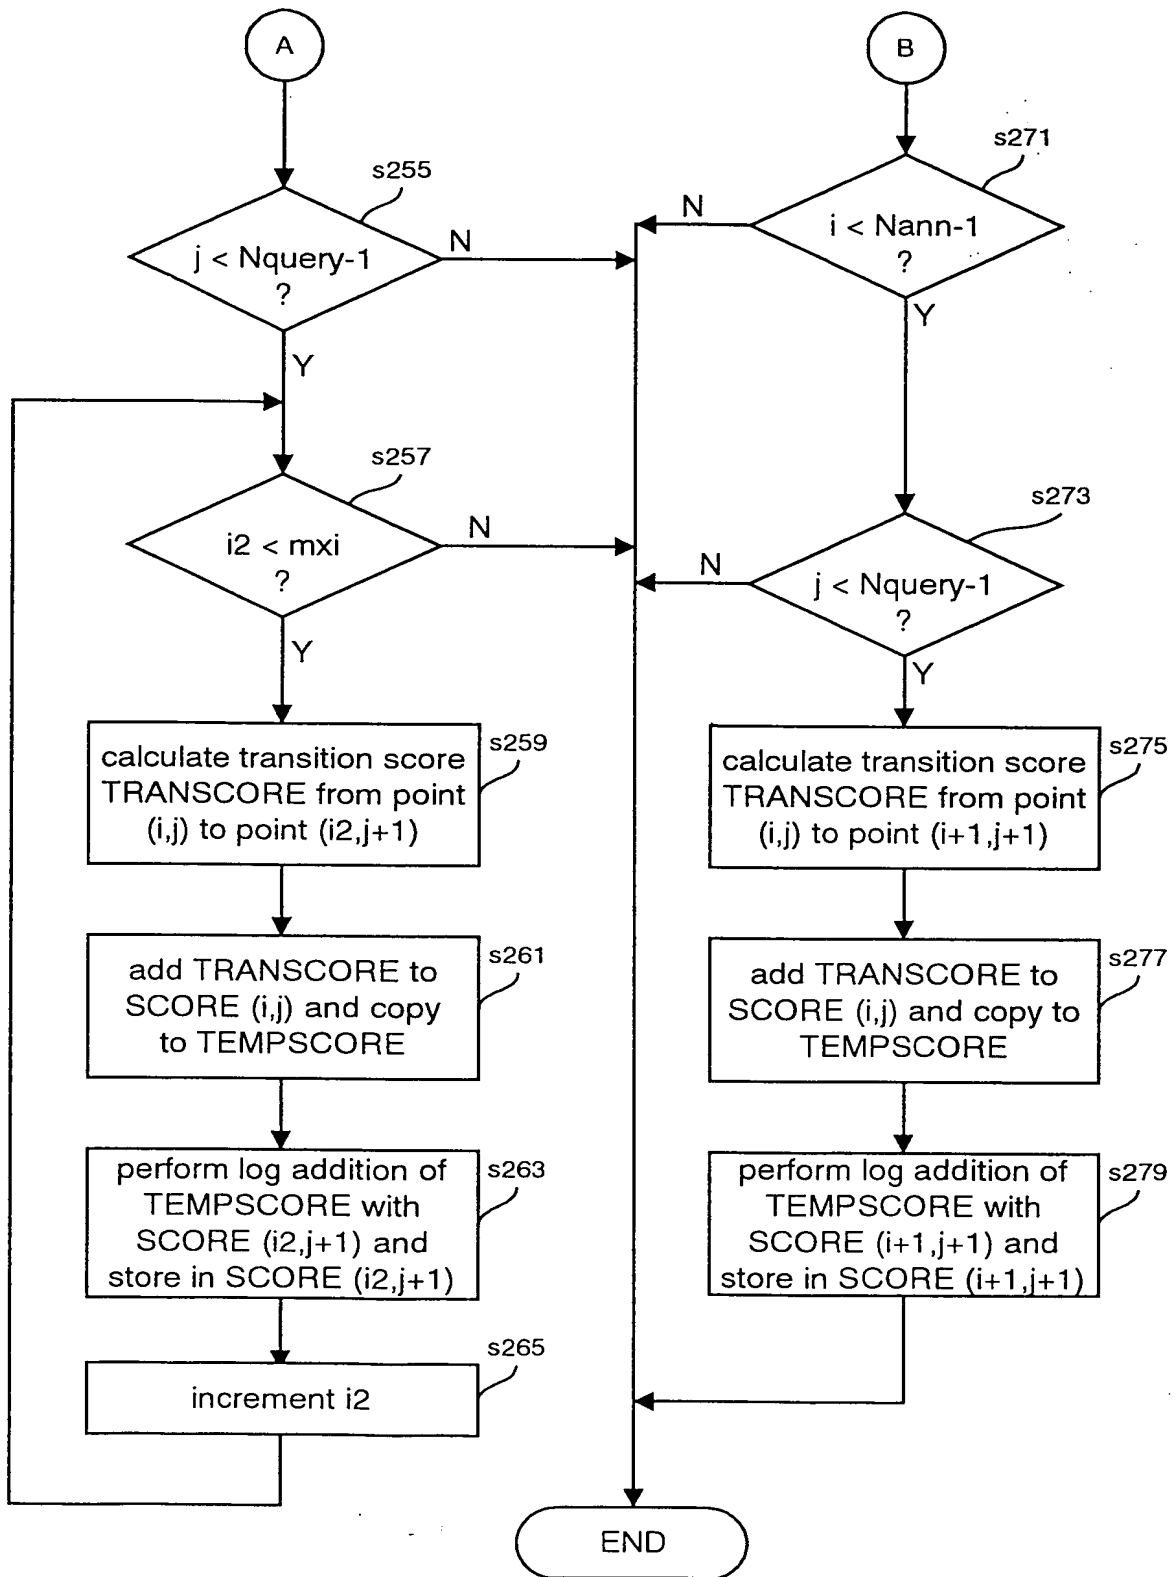 A
s255
j < Nquery-1
?
N
Y
s257
i2 < mxi
?
N
Y
s259
calculate transition score
TRANSCORE from point
(i,j) to point (i2,j+1)
s261
add TRANSCORE to
SCORE (i,j) and copy
to TEMPSCORE
s263
perform log addition of
TEMPSCORE with
SCORE (i2,j+1) and
store in SCORE (i2,j+1)
s265
increment i2
B
s271
i < Nann-1
?
N
Y
s273
j < Nquery-1
?
N
Y
s275
calculate transition score
TRANSCORE from point
(i,j) to point (i+1,j+1)
s277
add TRANSCORE to
SCORE (i,j) and copy to
TEMPSCORE
s279
perform log addition of
TEMPSCORE with
SCORE (i+1,j+1) and
store in SCORE (i+1,j+1)
END